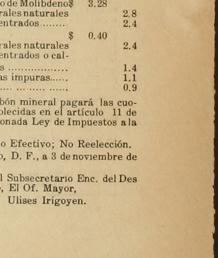 o de Molibdeno$ 3.28
rales naturales 2.8
entrados........ 2.4
$ 0.40
rales naturales 2.4
entrados o cal-
s .................. 1.4
as impuras...... 1.1
.... .............. 0.9
bón mineral pagará las cuo-
olecidas en el artículo 11 de
onada Ley de Impuestos a la
o Efectivo; No Reelección.
o, D. F., a 3 de noviembre de
l Subsecretario Enc. del Des
o, El Of. Mayor,
Ulises Irigoyen.